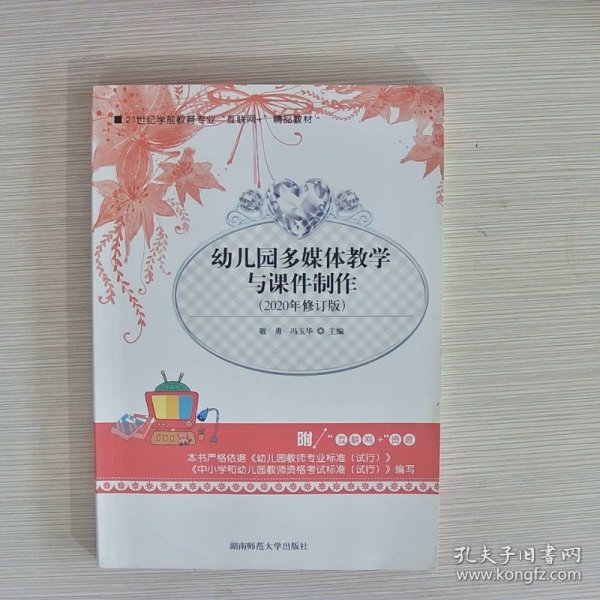 ■ 21世纪学前教育专业“互联网+”精品教材
幼儿园多媒体教学
与课件制作
(2020年修订版)
敬 勇 冯玉华 ◎ 主编
附/“互联网+”资源
本书严格依据《幼儿园教师专业标准（试行）》
《中小学和幼儿园教师资格考试标准（试行）》编写
湖南师范大学出版社
孔夫子旧书网
www.kongfz.com